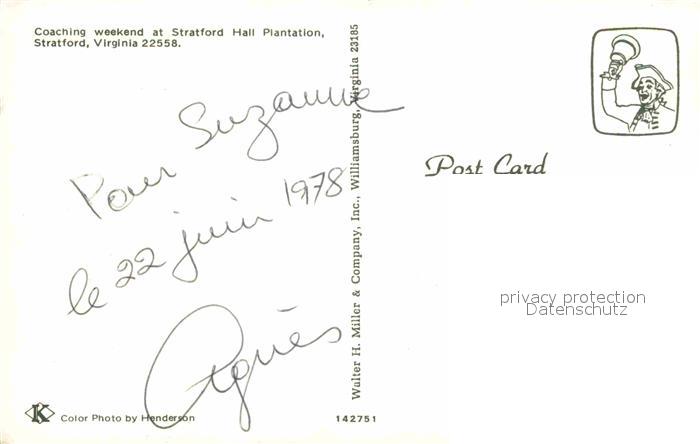 Coaching weekend at Stratford Hall Plantation,
Stratford, Virginia 22558.
Pour Suzanne
le 22 juin 1978
Agnès
Walter H. Miller & Company, Inc., Williamsburg, Virginia 23185
Post Card
privacy protection
Datenschutz
K
Color Photo by Henderson
142751